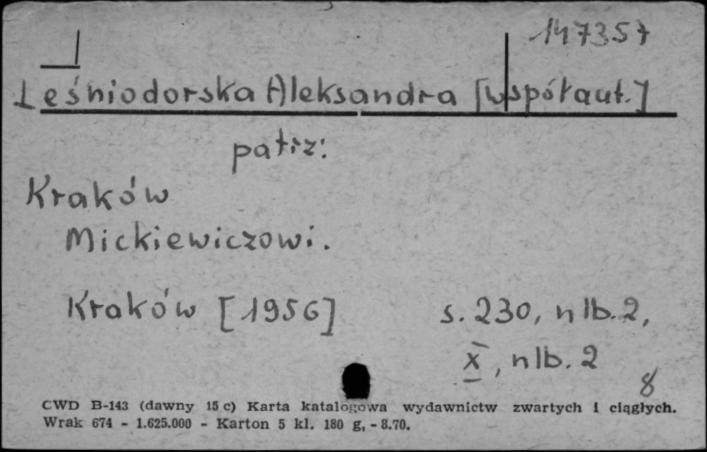 147357
Leśniodorska Aleksandra [współaut.]
patrz:
Kraków
Mickiewiczowi.
Kraków [1956] s. 230, nlb. 2,
X, nlb. 2
8
CWD B-143 (dawny 15 c) Karta katalogowa wydawnictw zwartych i ciągłych.
Wrak 674 - 1.625.000 - Karton 5 kl. 180 g, - 8.70.